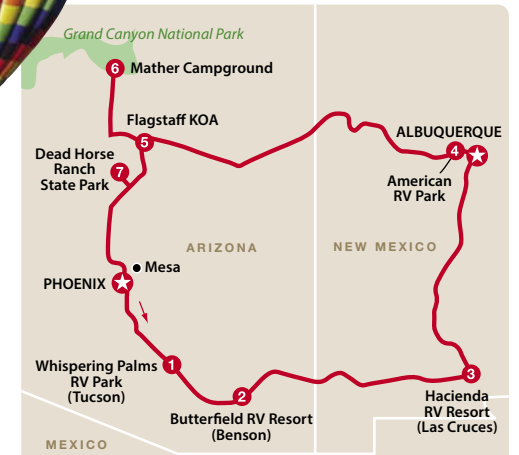 Grand Canyon National Park
6 Mather Campground
Flagstaff KOA
5
ALBUQUERQUE
4
American
RV Park
Dead Horse
Ranch
State Park
7
ARIZONA
NEW MEXICO
Mesa
PHOENIX
Whispering Palms
RV Park
(Tucson)
1
2
Butterfield RV Resort
(Benson)
3
Hacienda
RV Resort
(Las Cruces)
MEXICO